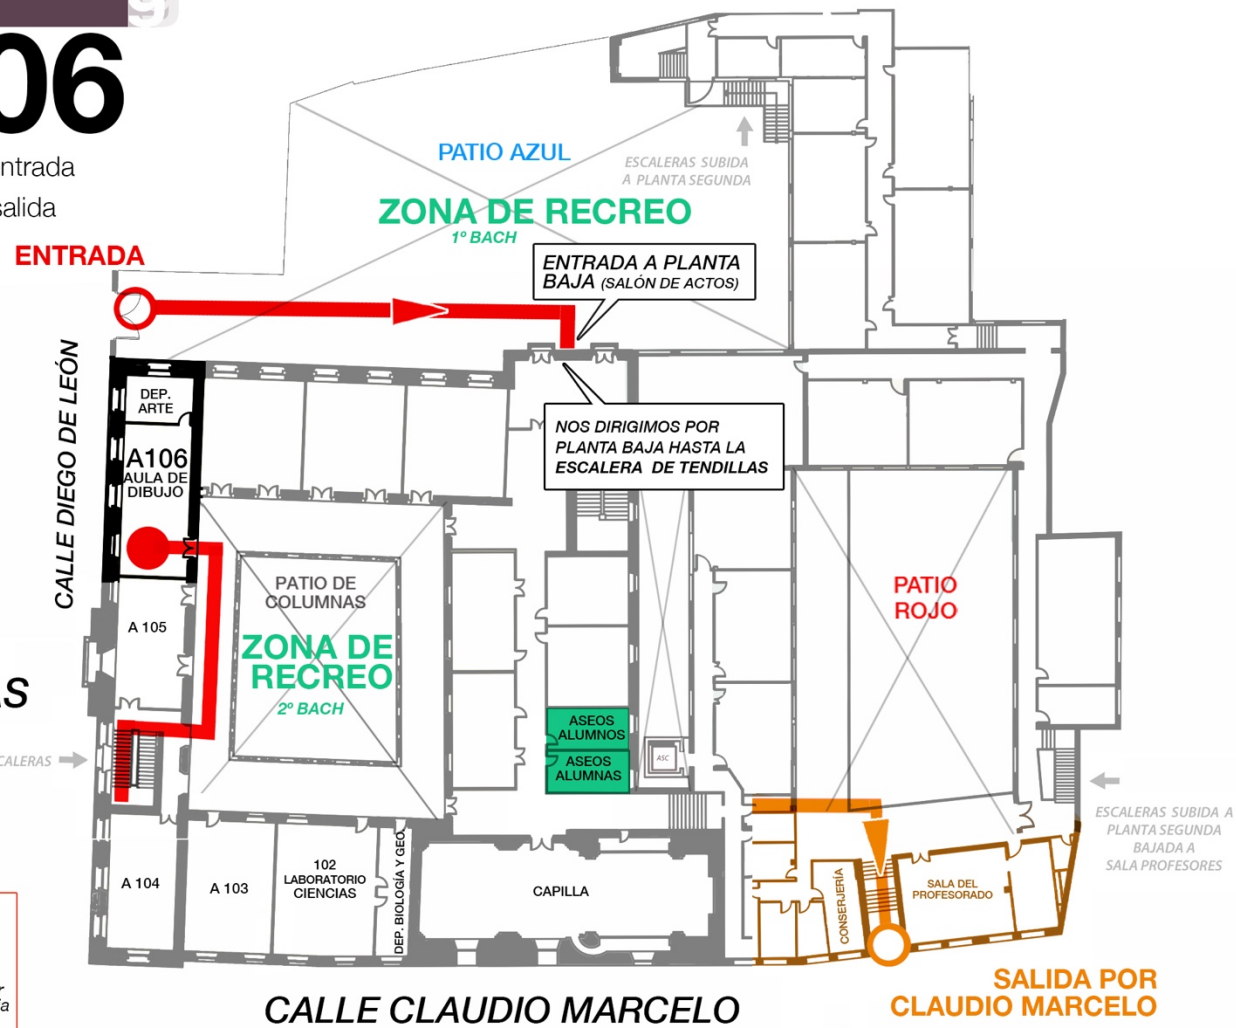 06
ntrada
salida
ENTRADA
PATIO AZUL
ESCALERAS SUBIDA
A PLANTA SEGUNDA
ZONA DE RECREO
1º BACH
ENTRADA A PLANTA
BAJA (SALÓN DE ACTOS)
CALLE DIEGO DE LEÓN
DEP.
ARTE
A106
AULA DE
DIBUJO
NOS DIRIGIMOS POR
PLANTA BAJA HASTA LA
ESCALERA DE TENDILLAS
PATIO DE
COLUMNAS
ZONA DE
RECREO
2º BACH
PATIO
ROJO
A 105
AS
CALERAS
ASEOS
ALUMNOS
ASEOS
ALUMNAS
ASC
ESCALERAS SUBIDA A
PLANTA SEGUNDA
BAJADA A
SALA PROFESORES
A 104
A 103
102
LABORATORIO
CIENCIAS
DEP. BIOLOGÍA Y GEO.
CAPILLA
CONSERJERÍA
SALA DEL
PROFESORADO
r
ía
CALLE CLAUDIO MARCELO
SALIDA POR
CLAUDIO MARCELO